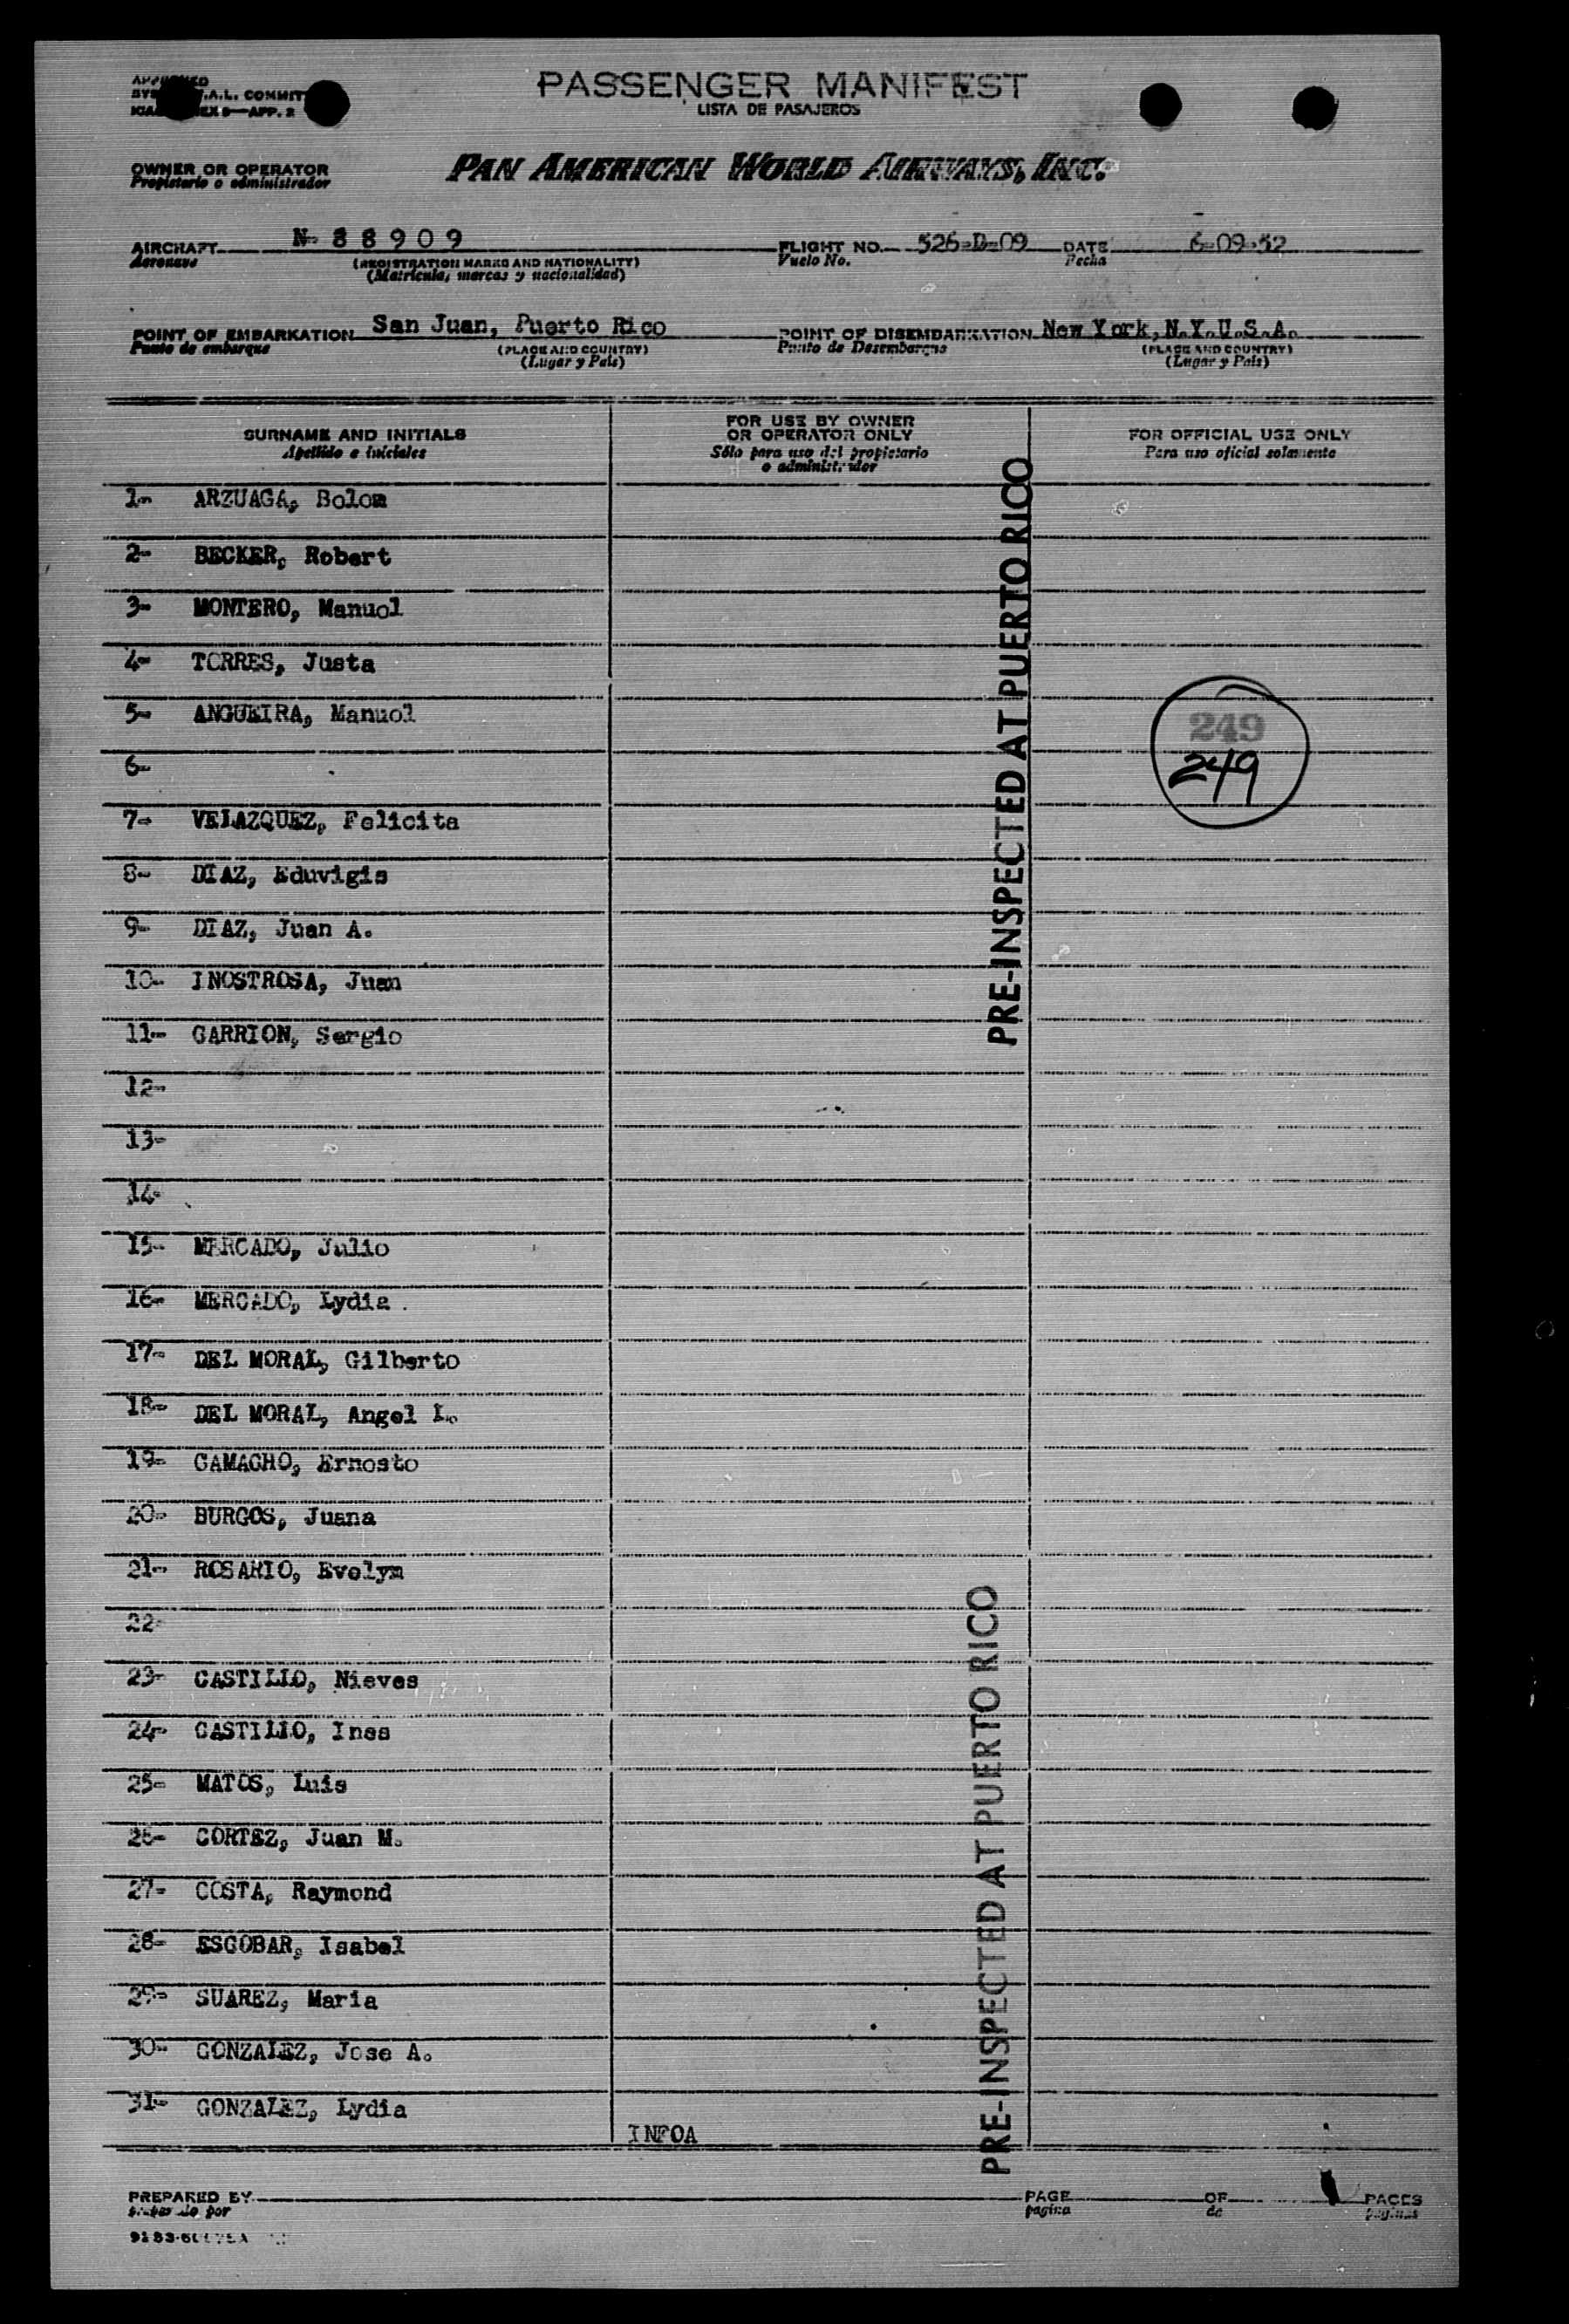 PASSENGER MANIFEST
LISTA DE PASAJEROS
APPROVED
F.A.L. COMMIT
APP. 2
OWNER OR OPERATOR
Propietario o administrador
PAN AMERICAN WORLD AIRWAYS, INC.
AIRCRAFT N- 88909 FLIGHT NO. 526-D-09 DATE 6-09-52
Aeronave (REGISTRATION MARKS AND NATIONALITY) Vuelo No. Fecha
(Matrícula, marcas y nacionalidad)
POINT OF EMBARKATION San Juan, Puerto Rico POINT OF DISEMBARKATION New York, N.Y.U.S.A.
Punto de embarque (PLACE AND COUNTRY) Punto de Desembarque (PLACE AND COUNTRY)
(Lugar y País) (Lugar y País)
SURNAME AND INITIALS
Apellido e iniciales
FOR USE BY OWNER
OR OPERATOR ONLY
Sólo para uso del propietario
o administrador
FOR OFFICIAL USE ONLY
Para uso oficial solamente
1- ARZUAGA, Bolom
2- BECKER, Robert
3- MONTERO, Manuel
4- TORRES, Justa
5- ANGUEIRA, Manuel
6-
7- VELAZQUEZ, Felicita
8- DIAZ, Eduvigis
9- DIAZ, Juan A.
10- INOSTROSA, Juan
11- CARRION, Sergio
12-
13-
14-
15- MERCADO, Julio
16- MERCADO, Lydia
17- DEL MORAL, Gilberto
18- DEL MORAL, Angel L.
19- CAMACHO, Ernesto
20- BURGOS, Juana
21- ROSARIO, Evelyn
22-
23- CASTILLO, Nieves
24- CASTILLO, Ines
25- MATOS, Luis
26- CORTEZ, Juan M.
27- COSTA, Raymond
28- ESCOBAR, Isabel
29- SUAREZ, Maria
30- GONZALEZ, Jose A.
31- GONZALEZ, Lydia
INFOA
PRE-INSPECTED AT PUERTO RICO
249
249
PRE-INSPECTED AT PUERTO RICO
PREPARED BY PAGE OF PAGES
por pagina de paginas